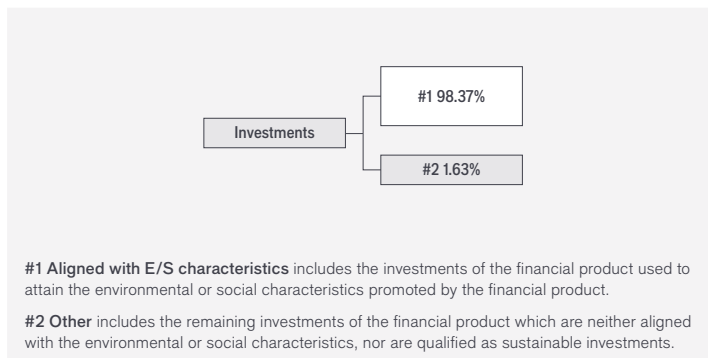 #1 98.37%
Investments
#2 1.63%
#1 Aligned with E/S characteristics includes the investments of the financial product used to
attain the environmental or social characteristics promoted by the financial product.
#2 Other includes the remaining investments of the financial product which are neither aligned
with the environmental or social characteristics, nor are qualified as sustainable investments.